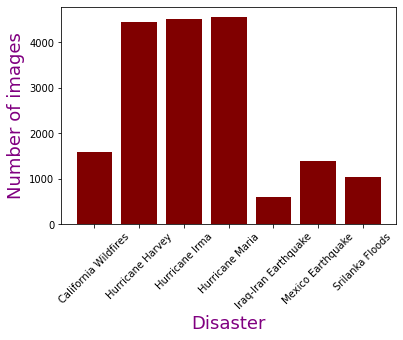 Number of images
4000
3000
2000
1000
0
California Wildfires
Hurricane Harvey
Hurricane Irma
Hurricane Maria
Iraq-Iran Earthquake
Mexico Earthquake
Srilanka Floods
Disaster